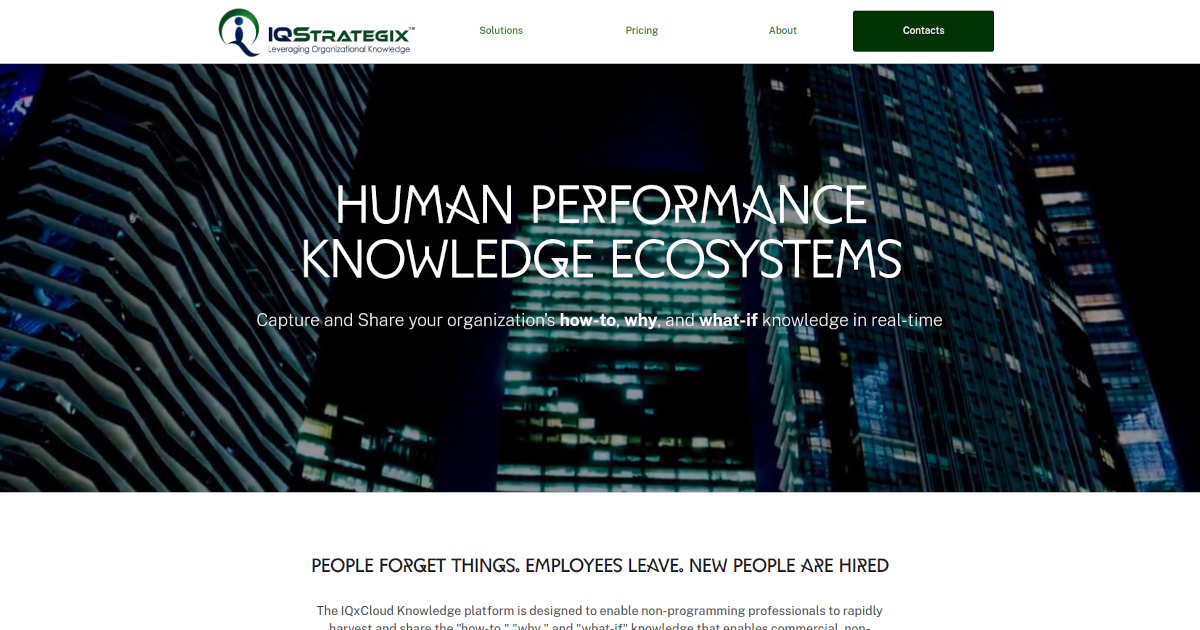 IQSTRATEGIX™
Leveraging Organizational Knowledge
Solutions
Pricing
About
Contacts
HUMAN PERFORMANCE
KNOWLEDGE ECOSYSTEMS
Capture and Share your organization's how-to, why, and what-if knowledge in real-time
PEOPLE FORGET THINGS. EMPLOYEES LEAVE. NEW PEOPLE ARE HIRED
The IQxCloud Knowledge platform is designed to enable non-programming professionals to rapidly
harvest and share the "how-to," "why," and "what-if" knowledge that enables commercial, non-